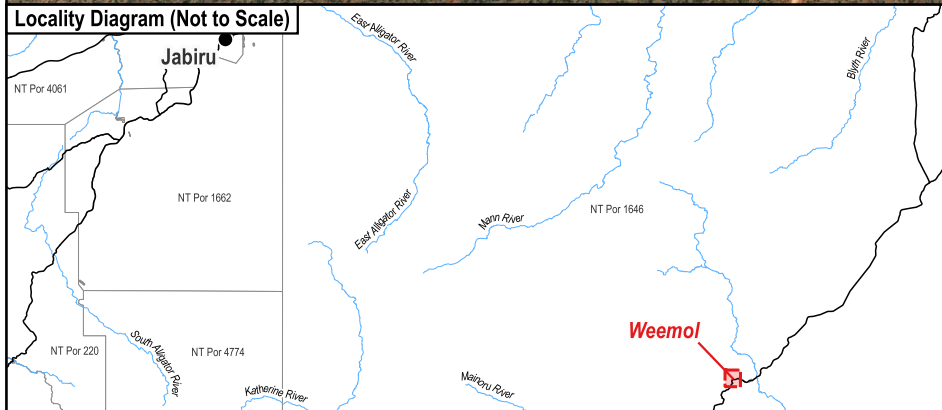 Locality Diagram (Not to Scale)
East Alligator River
Jabiru
Blyth River
NT Por 4061
NT Por 1662
East Alligator River
Mann River
NT Por 1646
Weemol
South Alligator River
NT Por 220
NT Por 4774
Katherine River
Mainoru River